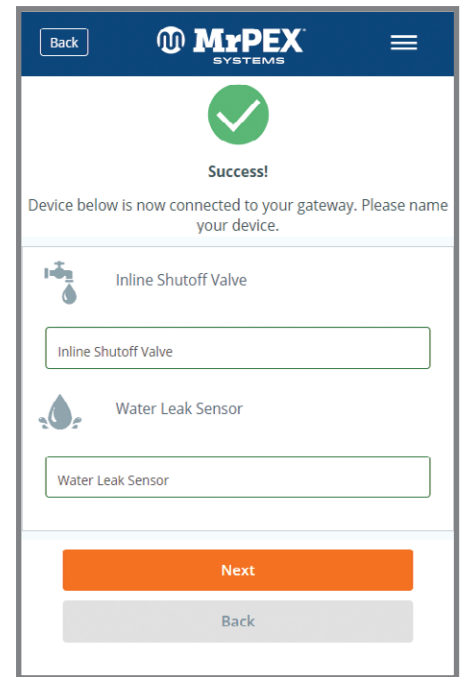 Back
MrPEX
SYSTEMS
Success!
Device below is now connected to your gateway. Please name
your device.
Inline Shutoff Valve
Inline Shutoff Valve
Water Leak Sensor
Water Leak Sensor
Next
Back